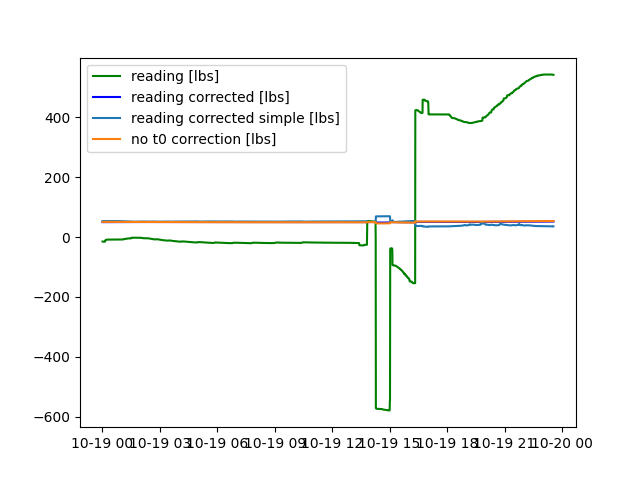 reading [lbs]
reading corrected [lbs]
reading corrected simple [lbs]
no t0 correction [lbs]
400
200
0
−200
−400
−600
10-19 00 10-19 03 10-19 06 10-19 09 10-19 12 10-19 15 10-19 18 10-19 21 10-20 00